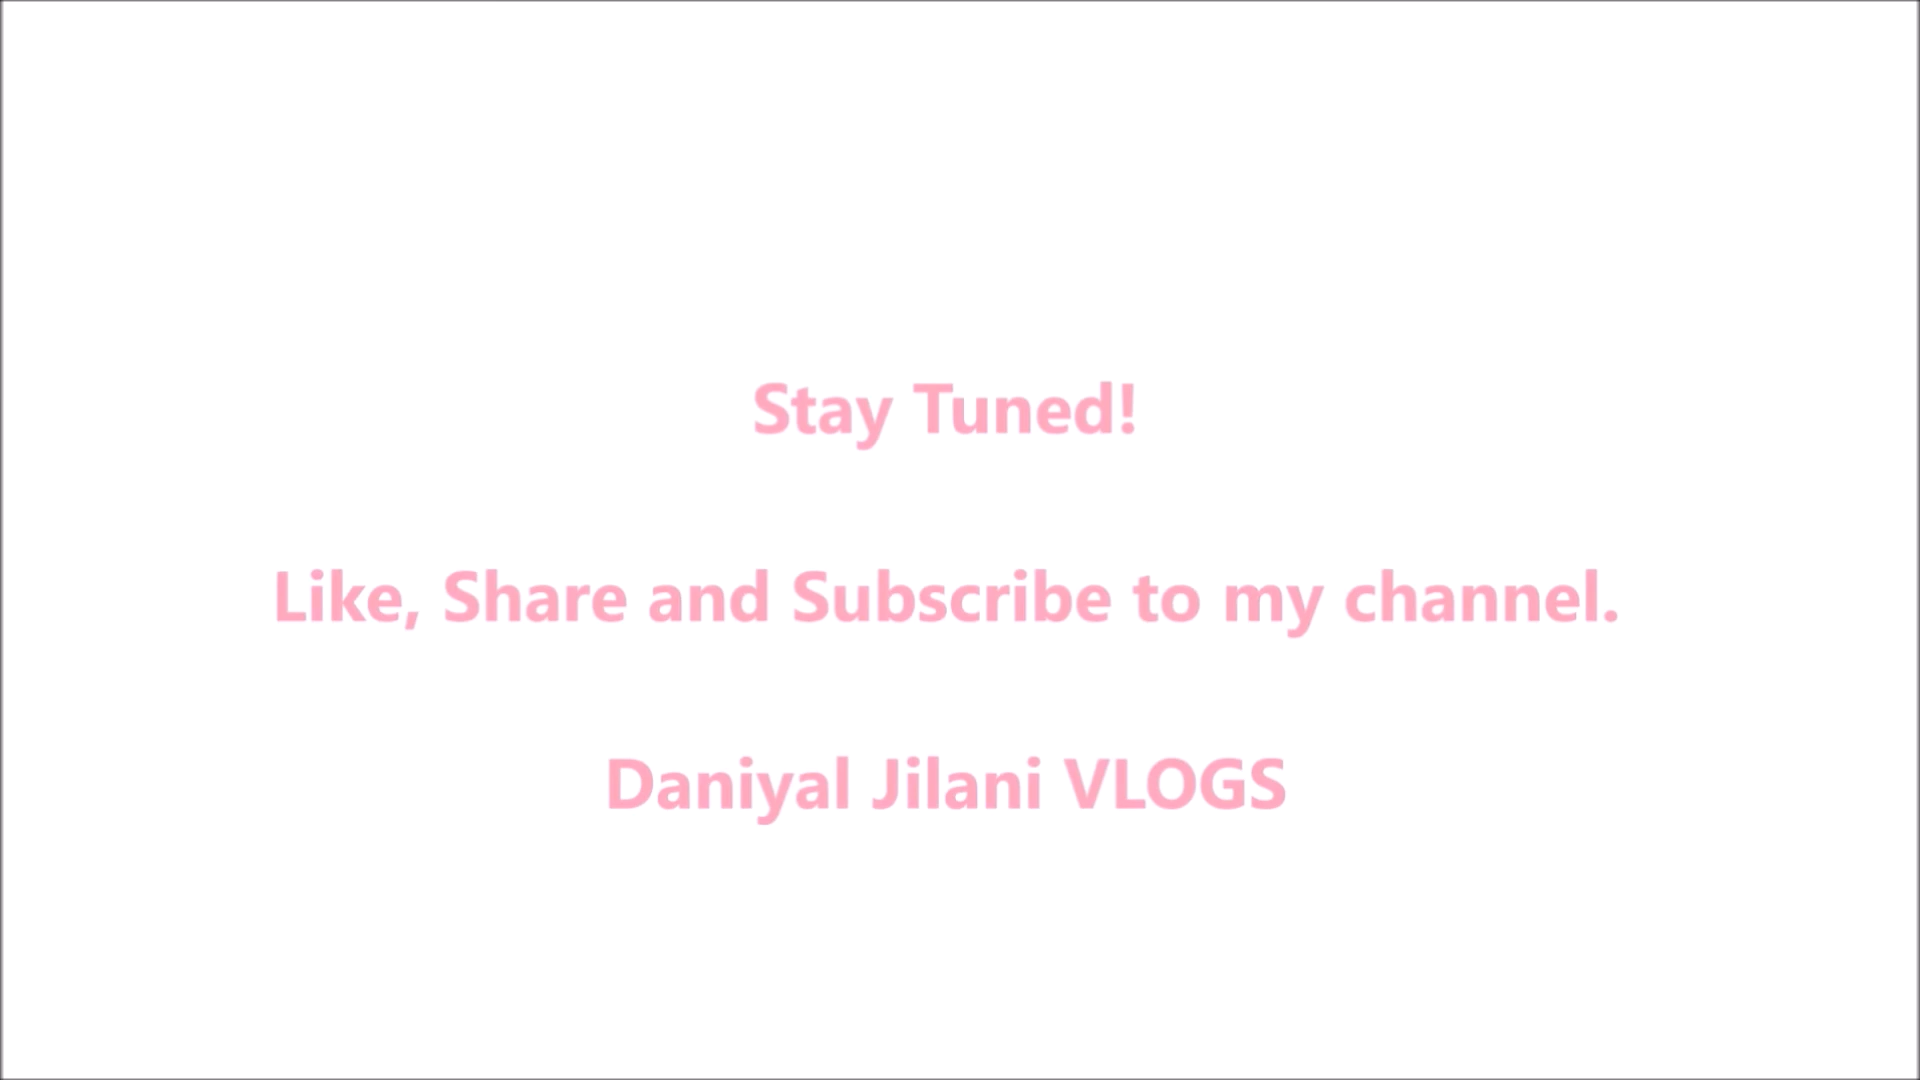 Stay Tuned!
Like, Share and Subscribe to my channel.
Daniyal Jilani VLOGS